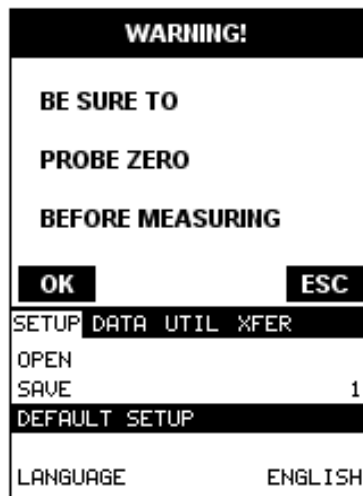 WARNING!
BE SURE TO
PROBE ZERO
BEFORE MEASURING
OK ESC
SETUP DATA UTIL XFER
OPEN
SAVE 1
DEFAULT SETUP
LANGUAGE ENGLISH